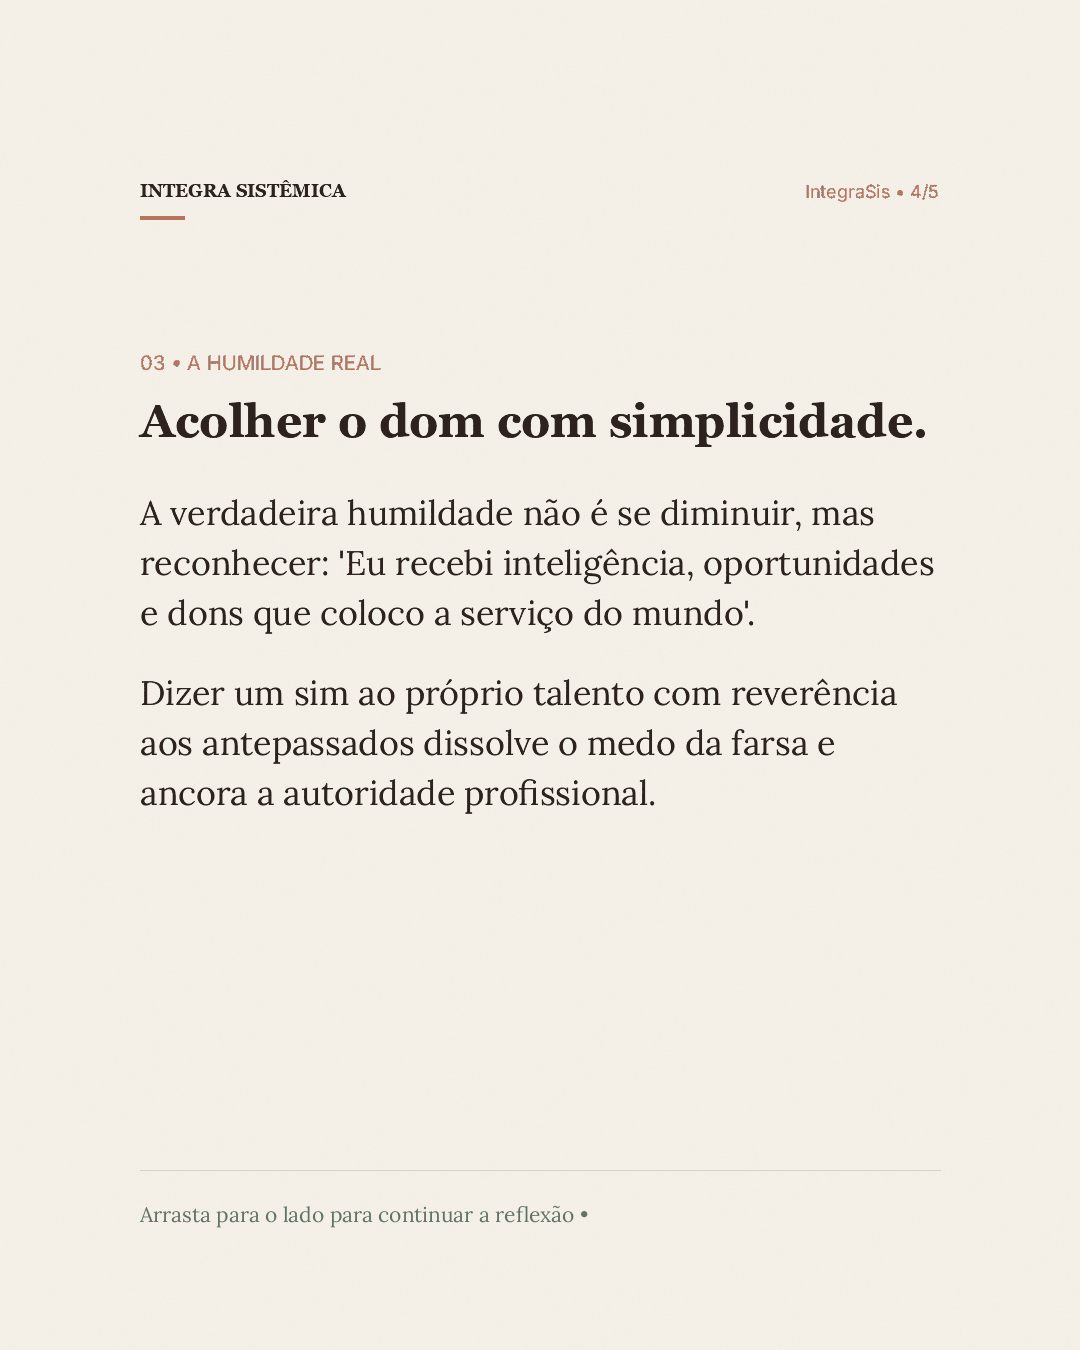 INTEGRA SISTÊMICA
IntegraSis • 4/5
03 • A HUMILDADE REAL
Acolher o dom com simplicidade.
A verdadeira humildade não é se diminuir, mas
reconhecer: 'Eu recebi inteligência, oportunidades
e dons que coloco a serviço do mundo'.
Dizer um sim ao próprio talento com reverência
aos antepassados dissolve o medo da farsa e
ancora a autoridade profissional.
Arrasta para o lado para continuar a reflexão •